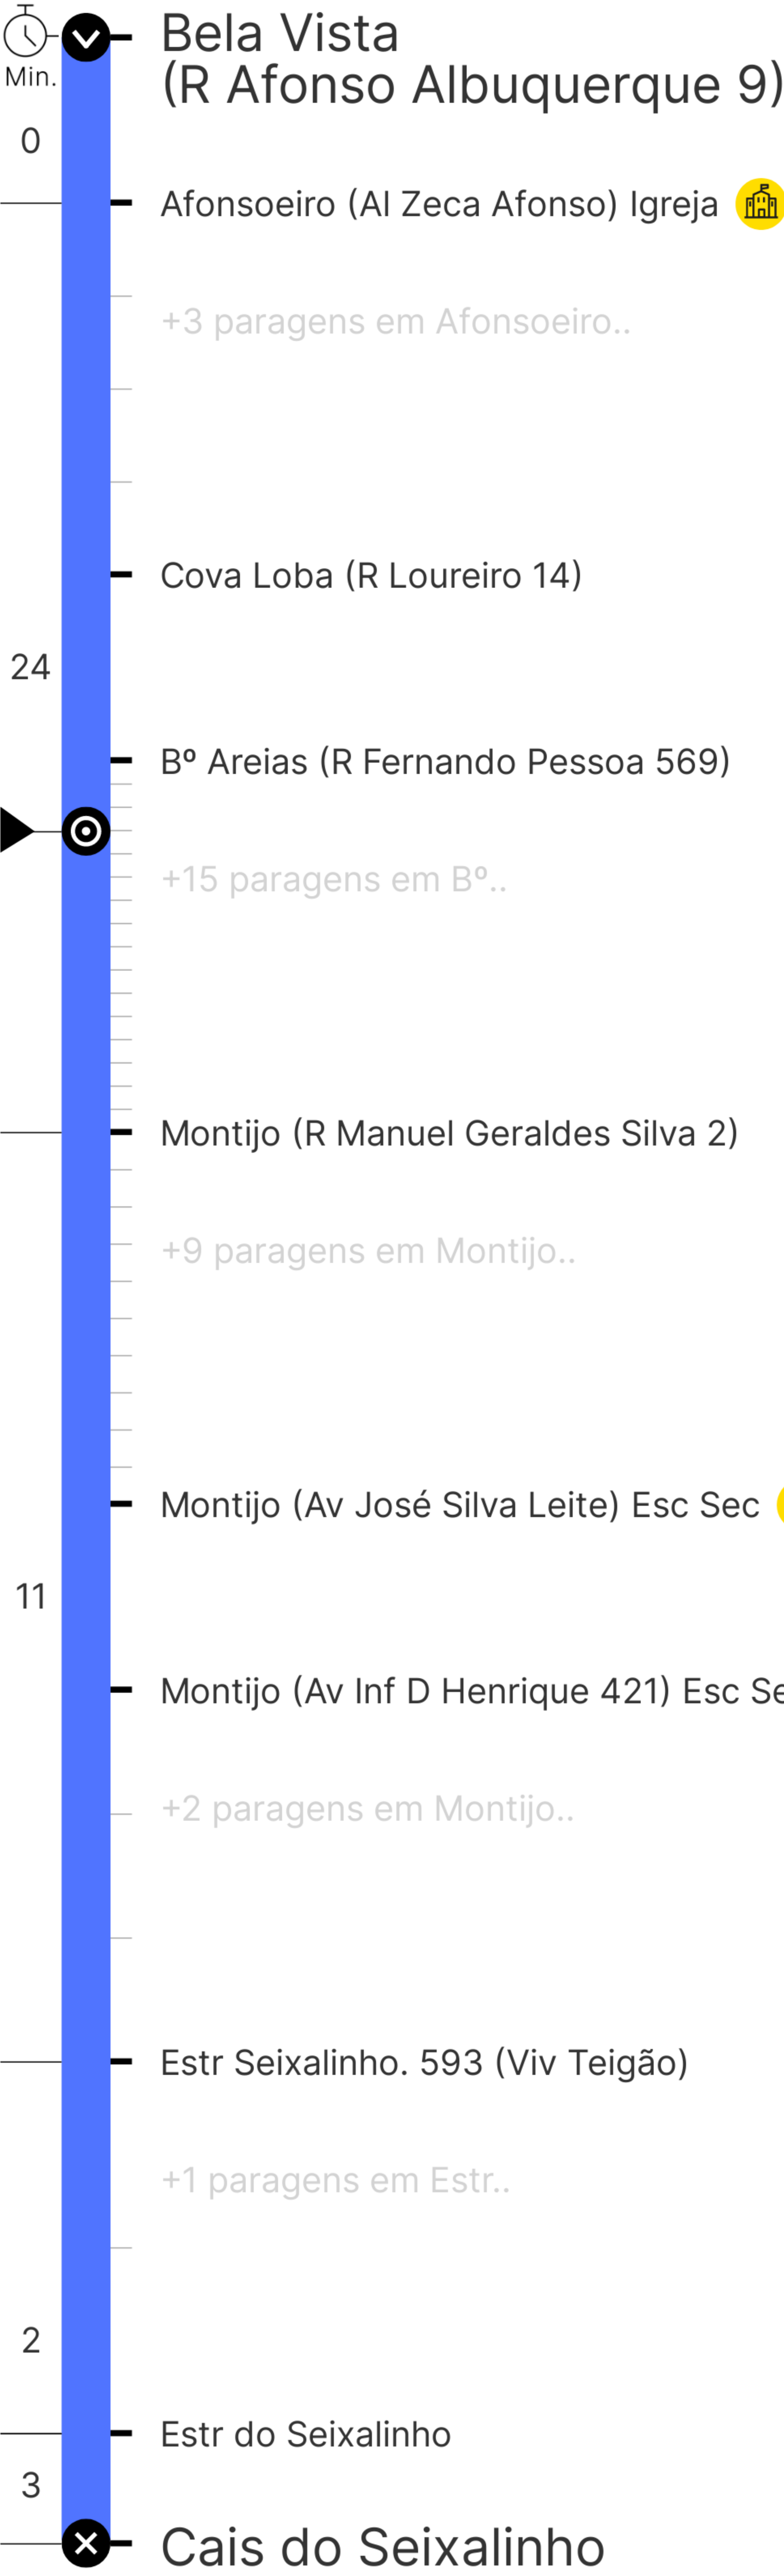 Bela Vista
(R Afonso Albuquerque 9)
Min.
0
Afonsoeiro (Al Zeca Afonso) Igreja
+3 paragens em Afonsoeiro..
Cova Loba (R Loureiro 14)
24
Bº Areias (R Fernando Pessoa 569)
+15 paragens em Bº..
Montijo (R Manuel Geraldes Silva 2)
+9 paragens em Montijo..
Montijo (Av José Silva Leite) Esc Sec
11
Montijo (Av Inf D Henrique 421) Esc Se
+2 paragens em Montijo..
Estr Seixalinho. 593 (Viv Teigão)
+1 paragens em Estr..
2
Estr do Seixalinho
3
Cais do Seixalinho